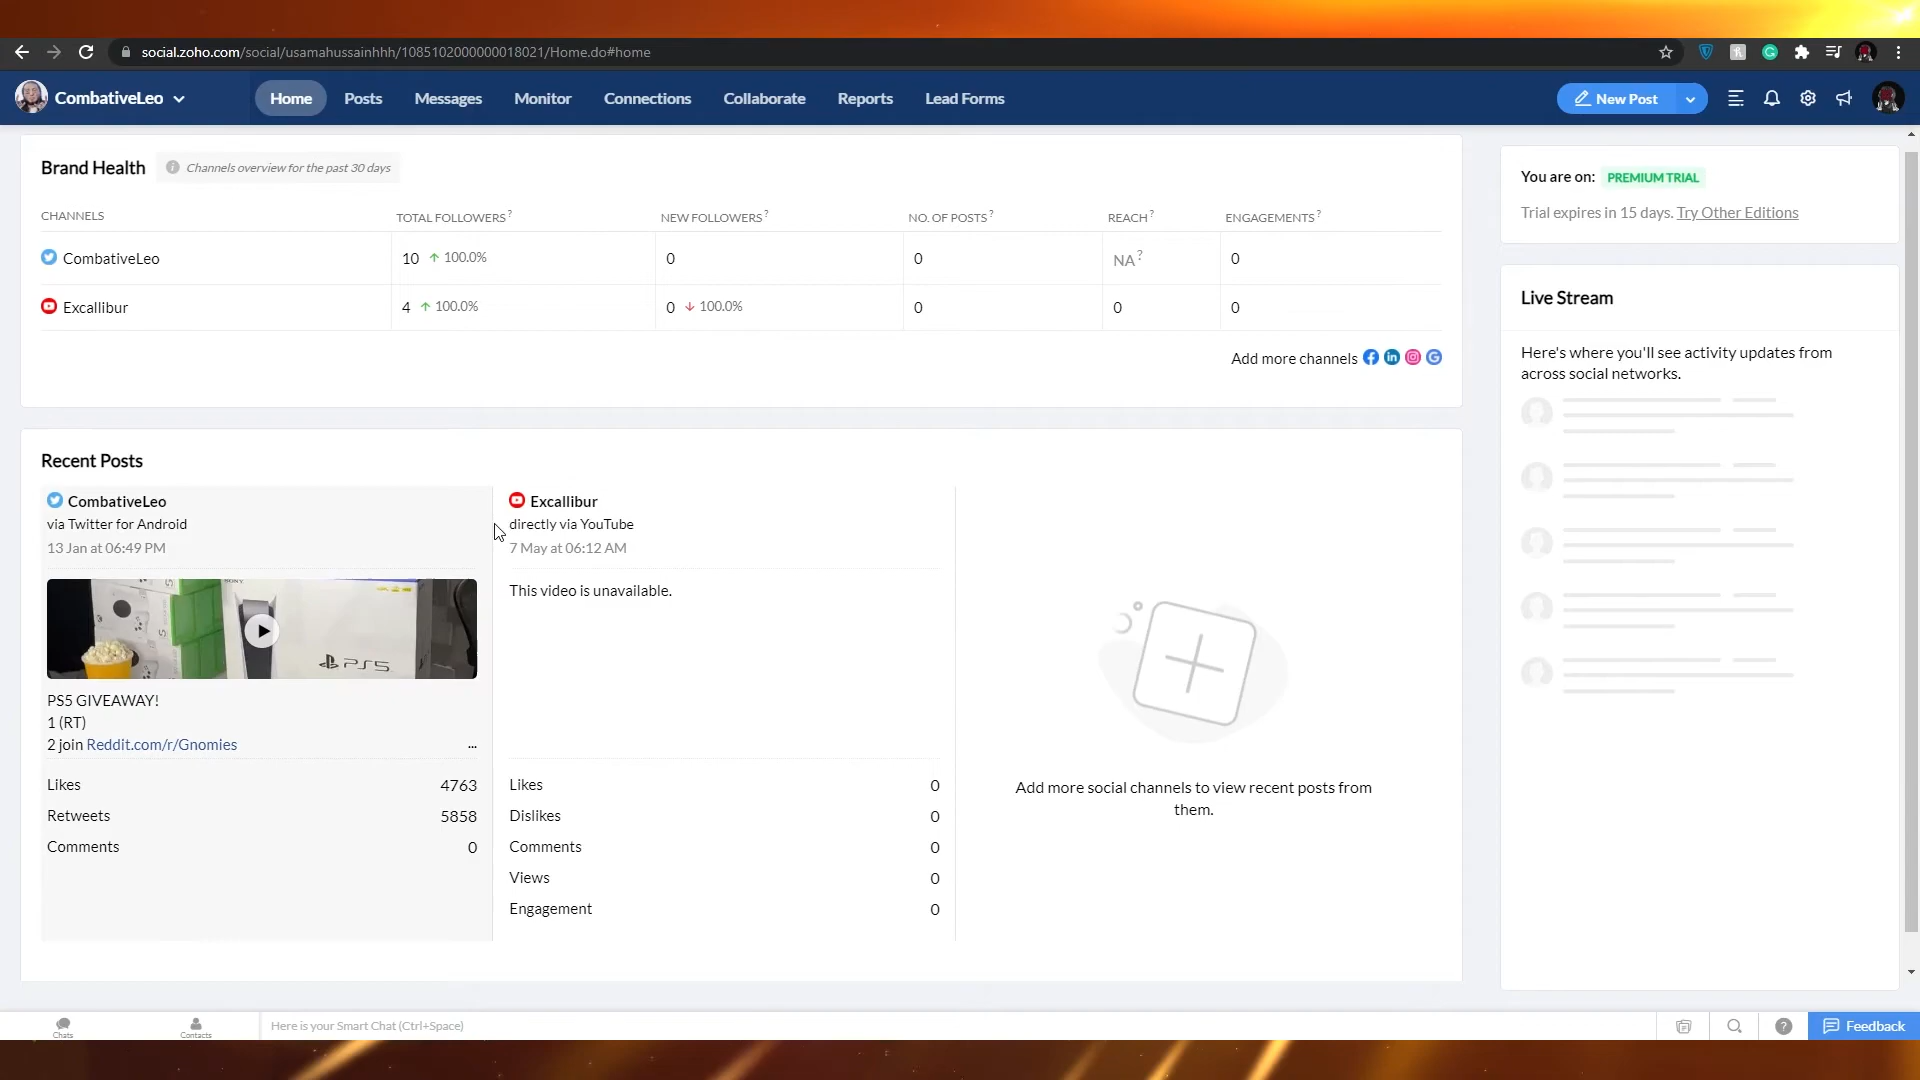 social.zoho.com/social/usamahussainhhh/1085102000000018021/Home.do#home
CombativeLeo
Home
Posts
Messages
Monitor
Connections
Collaborate
Reports
Lead Forms
New Post
Brand Health
Channels overview for the past 30 days
CHANNELS
TOTAL FOLLOWERS?
NEW FOLLOWERS?
NO. OF POSTS?
REACH?
ENGAGEMENTS?
CombativeLeo
10 ↑ 100.0%
0
0
NA?
0
Excallibur
4 ↑ 100.0%
0 ↓ 100.0%
0
0
0
Add more channels
You are on: PREMIUM TRIAL
Trial expires in 15 days. Try Other Editions
Live Stream
Here's where you'll see activity updates from
across social networks.
Recent Posts
CombativeLeo
via Twitter for Android
13 Jan at 06:49 PM
SONY
PS5
PS5 GIVEAWAY!
1 (RT)
2 join Reddit.com/r/Gnomies
...
Likes 4763
Retweets 5858
Comments 0
Excallibur
directly via YouTube
7 May at 06:12 AM
This video is unavailable.
Likes 0
Dislikes 0
Comments 0
Views 0
Engagement 0
Add more social channels to view recent posts from
them.
Chats
Contacts
Here is your Smart Chat (Ctrl+Space)
Feedback